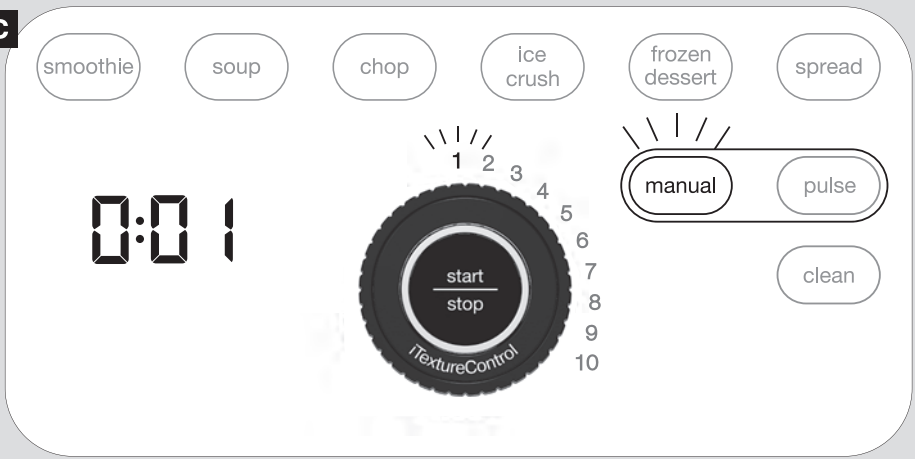 C
smoothie
soup
chop
ice
crush
frozen
dessert
spread
1
2
3
4
5
6
7
8
9
10
manual
pulse
0:01
start
stop
iTextureControl
clean